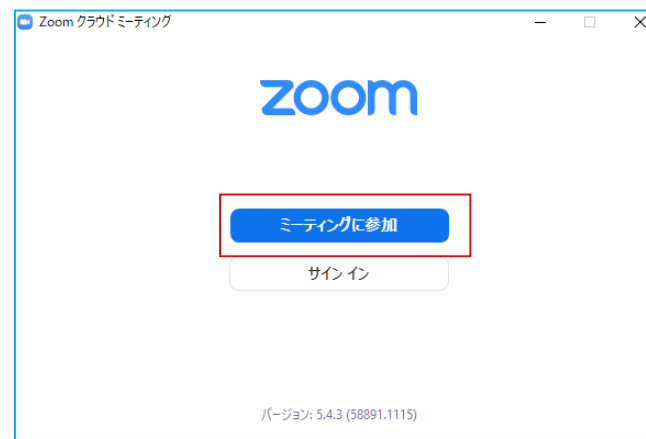 Zoom クラウド ミーティング
zoom
ミーティングに参加
サイン イン
バージョン: 5.4.3 (58891.1115)